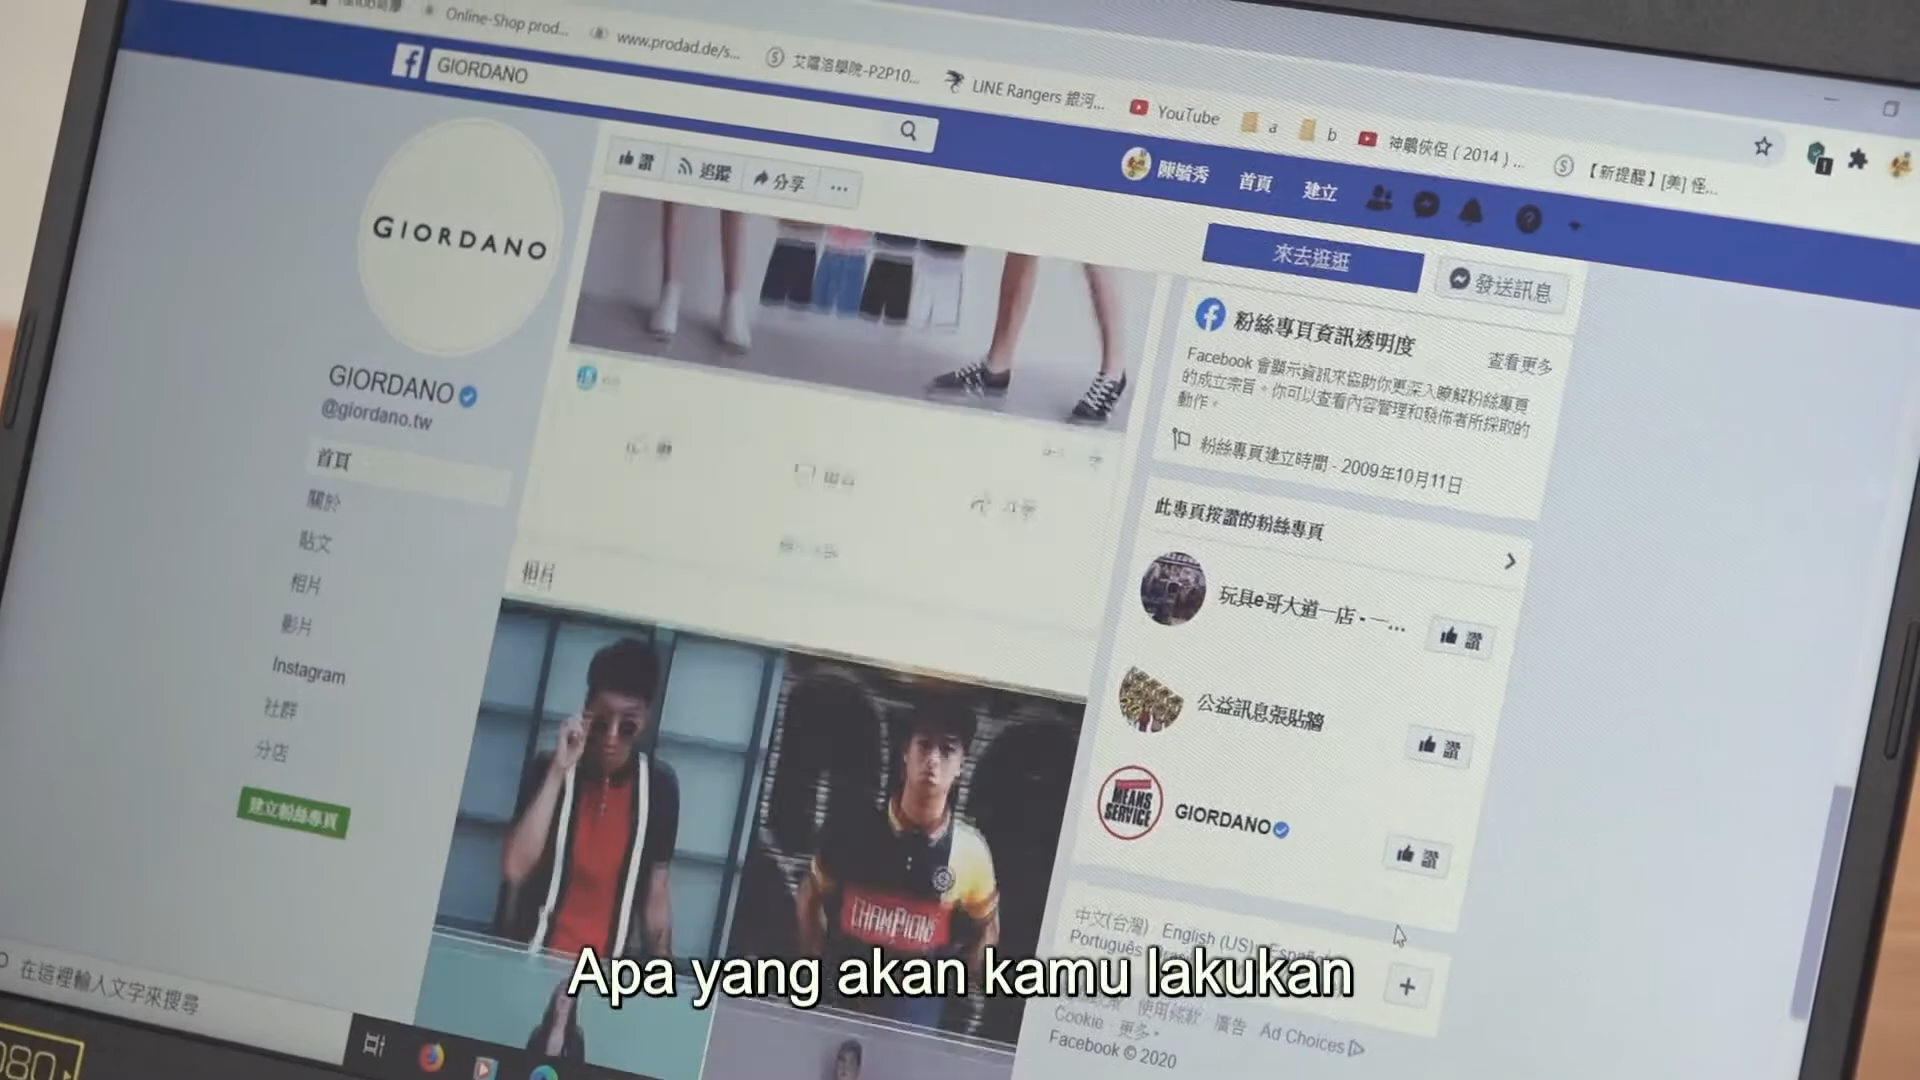 Online-Shop prod...
www.prodad.de/s...
艾噹洛學院-P2P10...
LINE Rangers 銀河...
YouTube
a
b
神鵰俠侶 ( 2014 ) ...
【新提醒】[美] 怪...
GIORDANO
陳毓秀
首頁
建立
GIORDANO
讚
追蹤
分享
...
來去逛逛
發送訊息
GIORDANO
@giordano.tw
首頁
關於
貼文
相片
影片
Instagram
社群
分店
建立粉絲專頁
相片
CHAMPIONS
粉絲專頁資訊透明度
查看更多
Facebook 會顯示資訊來協助你更深入瞭解粉絲專頁
的成立宗旨。你可以查看內容管理和發佈者所採取的
動作。
粉絲專頁建立時間 - 2009年10月11日
此專頁按讚的粉絲專頁
玩具e哥大道一店 • 一...
讚
公益訊息張貼牆
讚
MEANS
SERVICE
GIORDANO
讚
中文(台灣)
English (US)
Español
Português
使用條款 · 廣告
Ad Choices
Cookie · 更多
Facebook © 2020
在這裡輸入文字來搜尋
Apa yang akan kamu lakukan